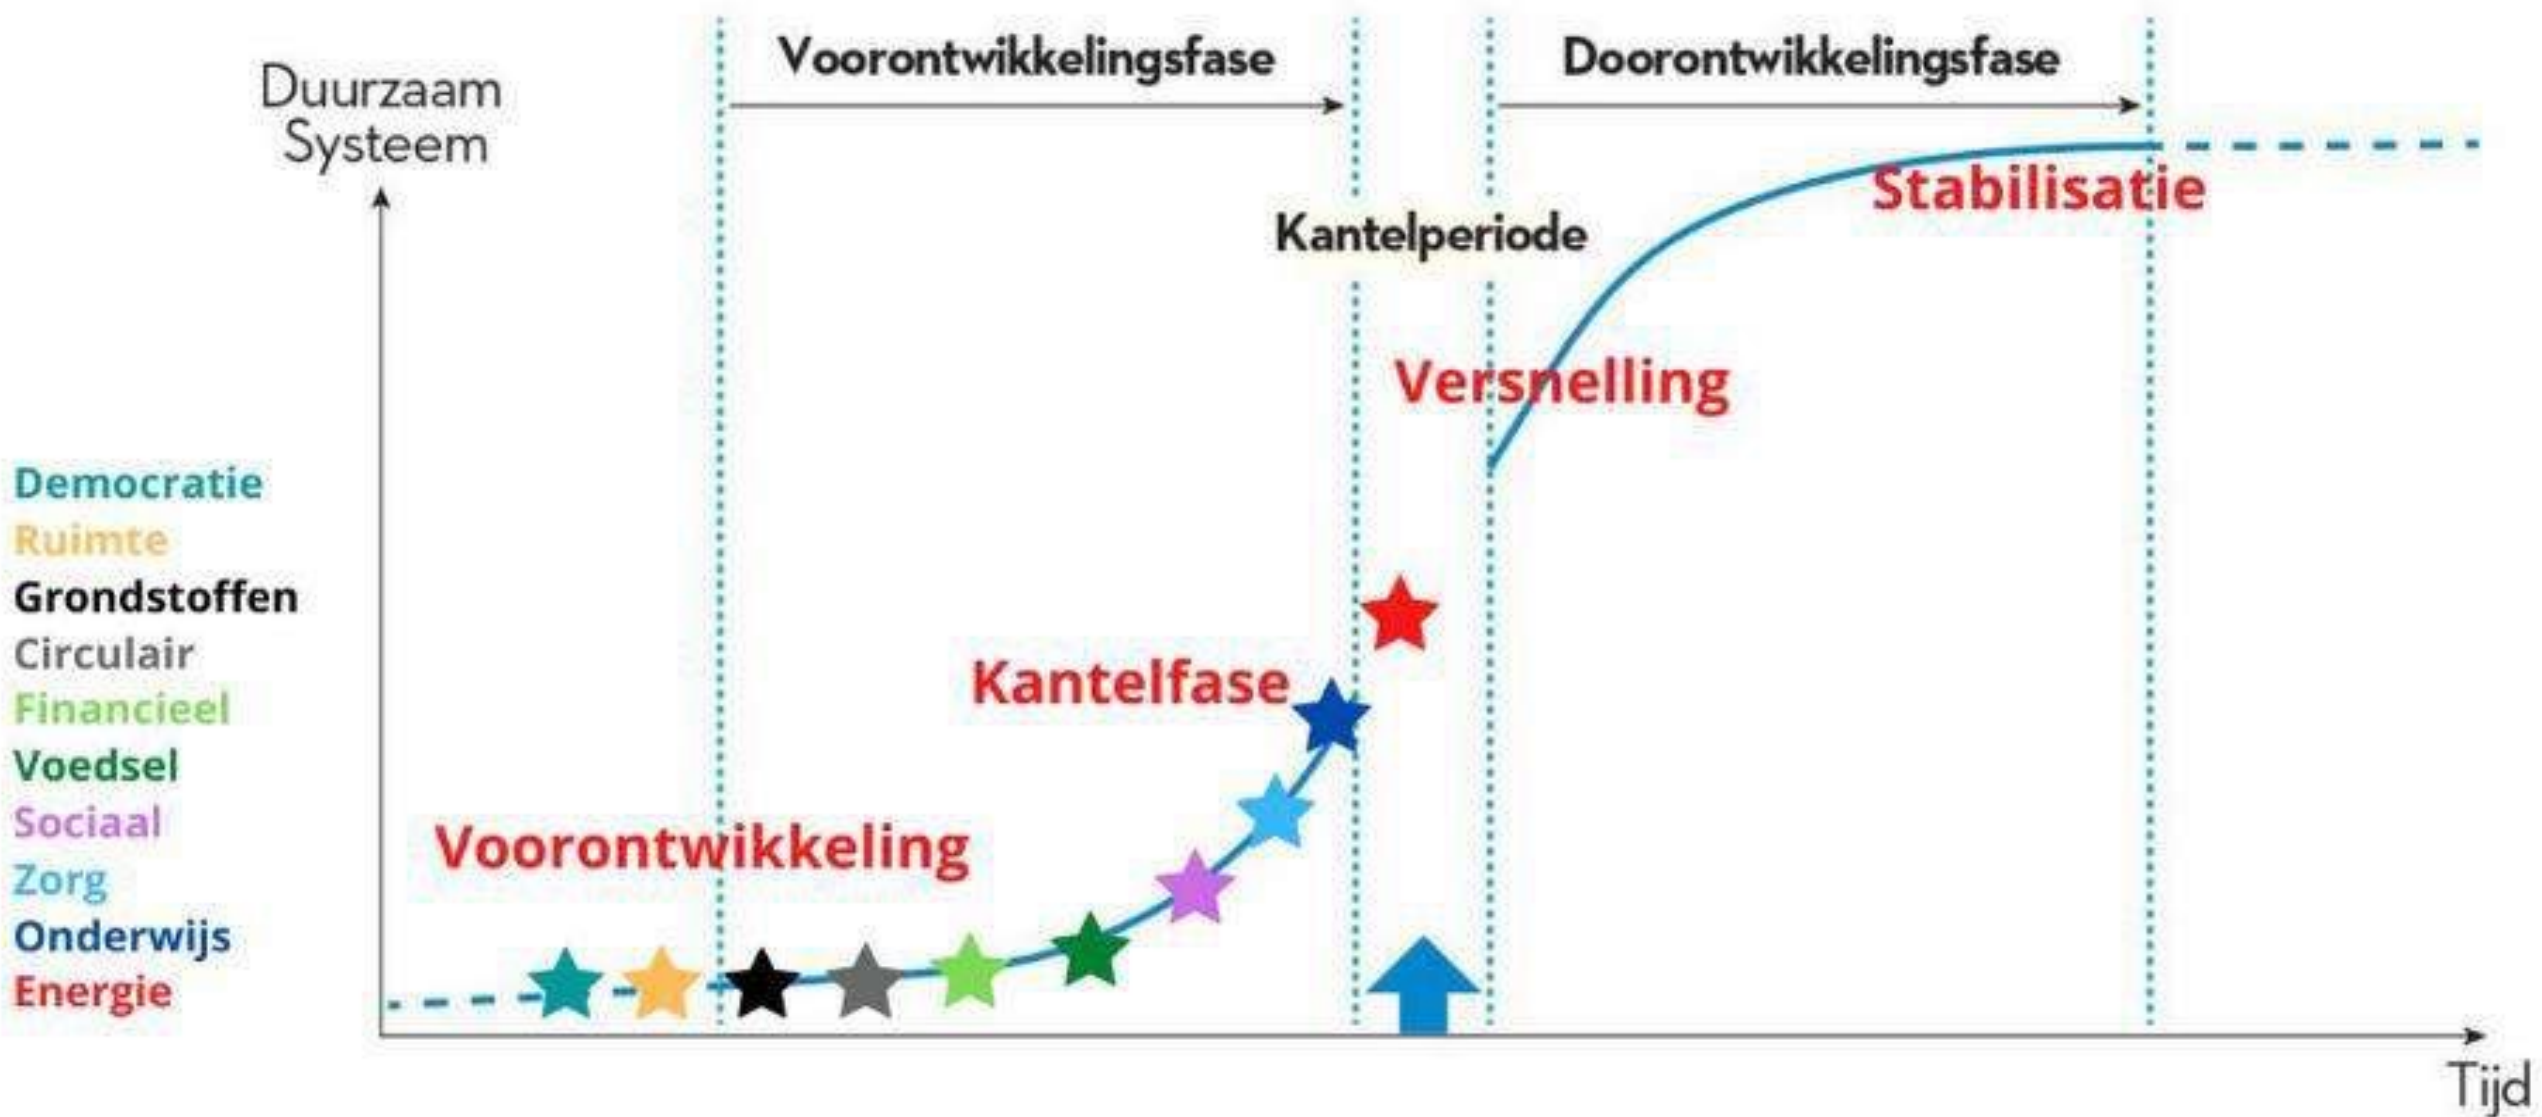 Voorontwikkelingsfase
Doorontwikkelingsfase
Duurzaam
Systeem
Stabilisatie
Kantelperiode
Versnelling
Democratie
Ruimte
Grondstoffen
Circulair
Kantelfase
Financieel
Voedsel
Sociaal
Voorontwikkeling
Zorg
Onderwijs
Energie
Tijd